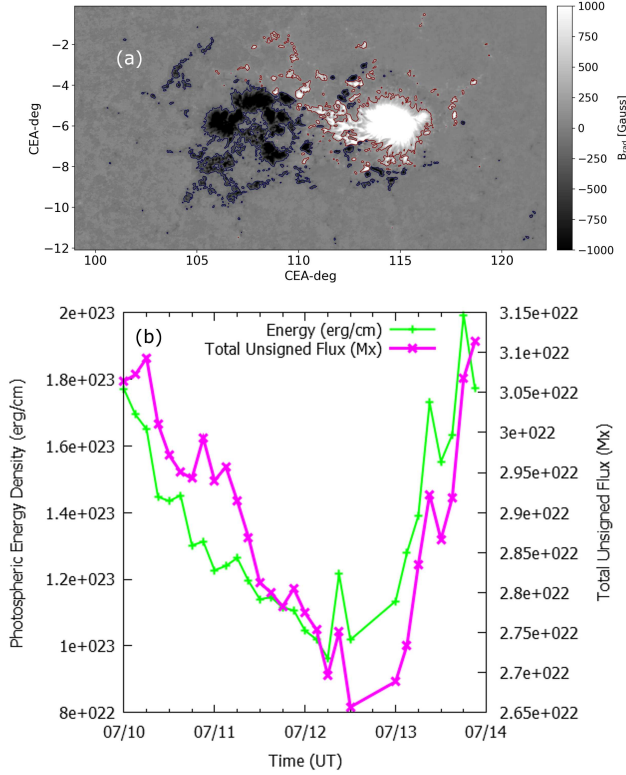 (a)
−2
−4
−6
−8
−10
−12
CEA-deg
100
105
110
115
120
CEA-deg
1000
750
500
250
0
−250
−500
−750
−1000
B_rad [Gauss]
(b)
Energy (erg/cm)
Total Unsigned Flux (Mx)
2e+023
1.8e+023
1.6e+023
1.4e+023
1.2e+023
1e+023
8e+022
Photospheric Energy Density (erg/cm)
3.15e+022
3.1e+022
3.05e+022
3e+022
2.95e+022
2.9e+022
2.85e+022
2.8e+022
2.75e+022
2.7e+022
2.65e+022
Total Unsigned Flux (Mx)
07/10
07/11
07/12
07/13
07/14
Time (UT)